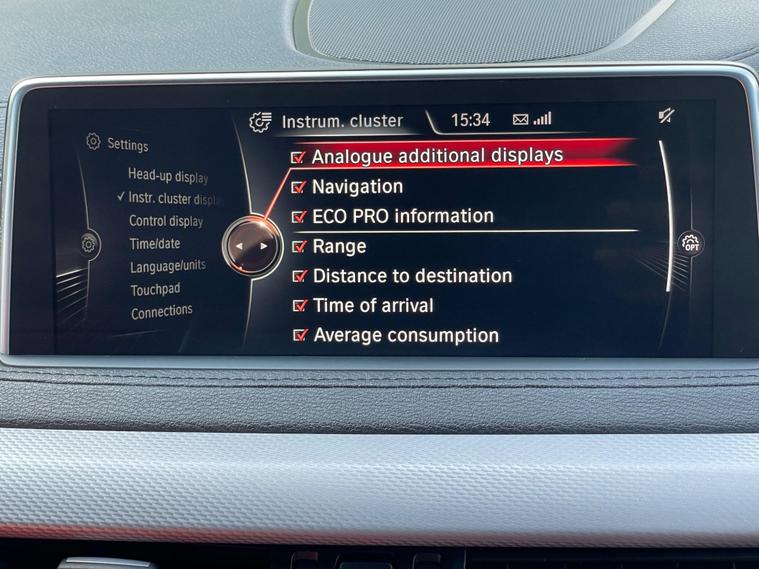 Instrum. cluster
15:34
Settings
Head-up display
Instr. cluster displ
Control display
Time/date
Language/units
Touchpad
Connections
Analogue additional displays
Navigation
ECO PRO information
Range
Distance to destination
Time of arrival
Average consumption
OPT